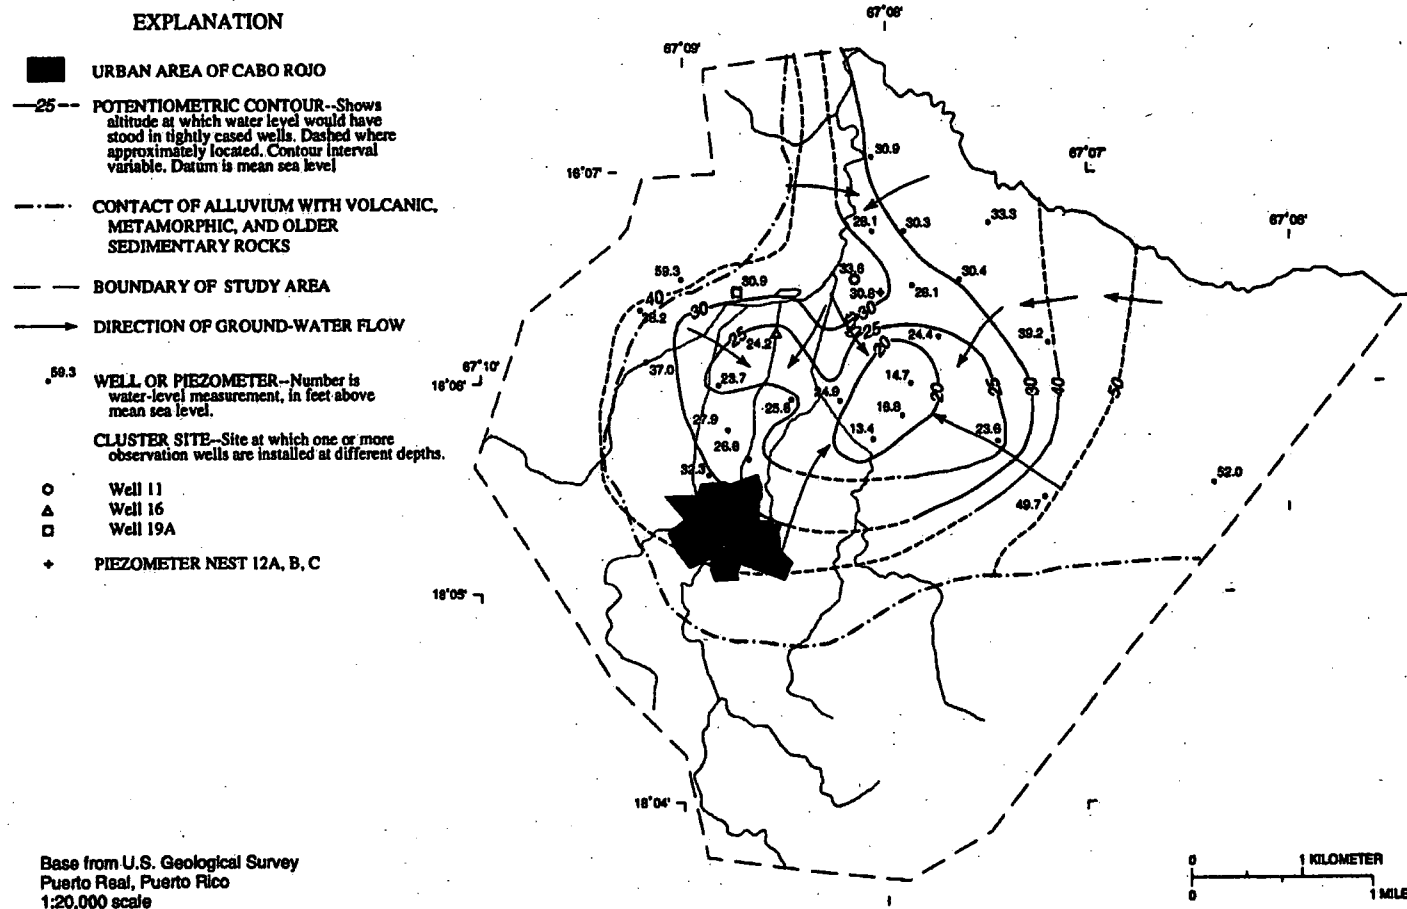 EXPLANATION
URBAN AREA OF CABO ROJO
25
POTENTIOMETRIC CONTOUR--Shows
altitude at which water level would have
stood in tightly cased wells. Dashed where
approximately located. Contour interval
variable. Datum is mean sea level
CONTACT OF ALLUVIUM WITH VOLCANIC,
METAMORPHIC, AND OLDER
SEDIMENTARY ROCKS
BOUNDARY OF STUDY AREA
DIRECTION OF GROUND-WATER FLOW
59.3
WELL OR PIEZOMETER--Number is
water-level measurement, in feet above
mean sea level.
CLUSTER SITE--Site at which one or more
observation wells are installed at different depths.
Well 11
Well 16
Well 19A
PIEZOMETER NEST 12A, B, C
Base from U.S. Geological Survey
Puerto Real, Puerto Rico
1:20,000 scale
67°08'
67°09'
67°07'
67°06'
67°10'
18°05'
18°04'
30.9
33.3
30.3
28.1
33.8
30.4
28.1
59.3
30.9
40
30
38.2
37.0
25
24.2
23.7
30
25
20
24.4
39.2
14.7
24.9
16.8
25.8
13.4
27.9
26.8
32.3
20
25
30
40
50
23.6
49.7
52.0
0 1 KILOMETER
0 1 MILE